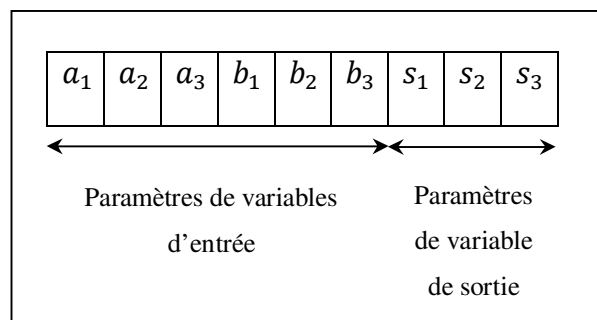 a₁ a₂ a₃ b₁ b₂ b₃ s₁ s₂ s₃
Paramètres de variables
d’entrée
Paramètres
de variable
de sortie